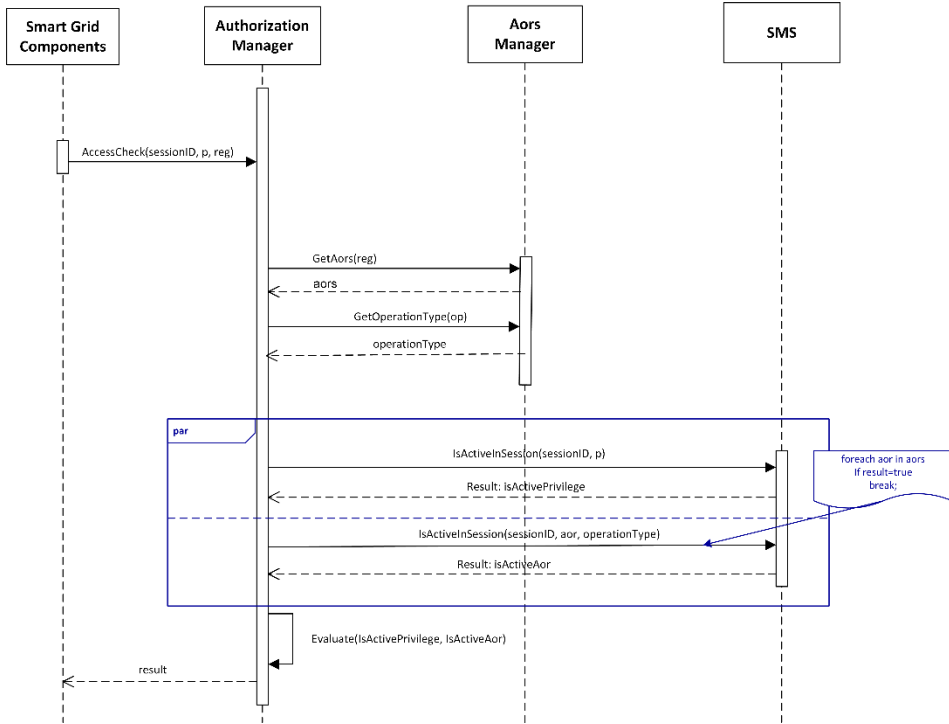 Smart Grid
Components
Authorization
Manager
Aors
Manager
SMS
AccessCheck(sessionID, p, reg)
GetAors(reg)
aors
GetOperationType(op)
operationType
par
IsActiveInSession(sessionID, p)
foreach aor in aors
If result=true
break;
Result: isActivePrivilege
IsActiveInSession(sessionID, aor, operationType)
Result: isActiveAor
Evaluate(IsActivePrivilege, IsActiveAor)
result